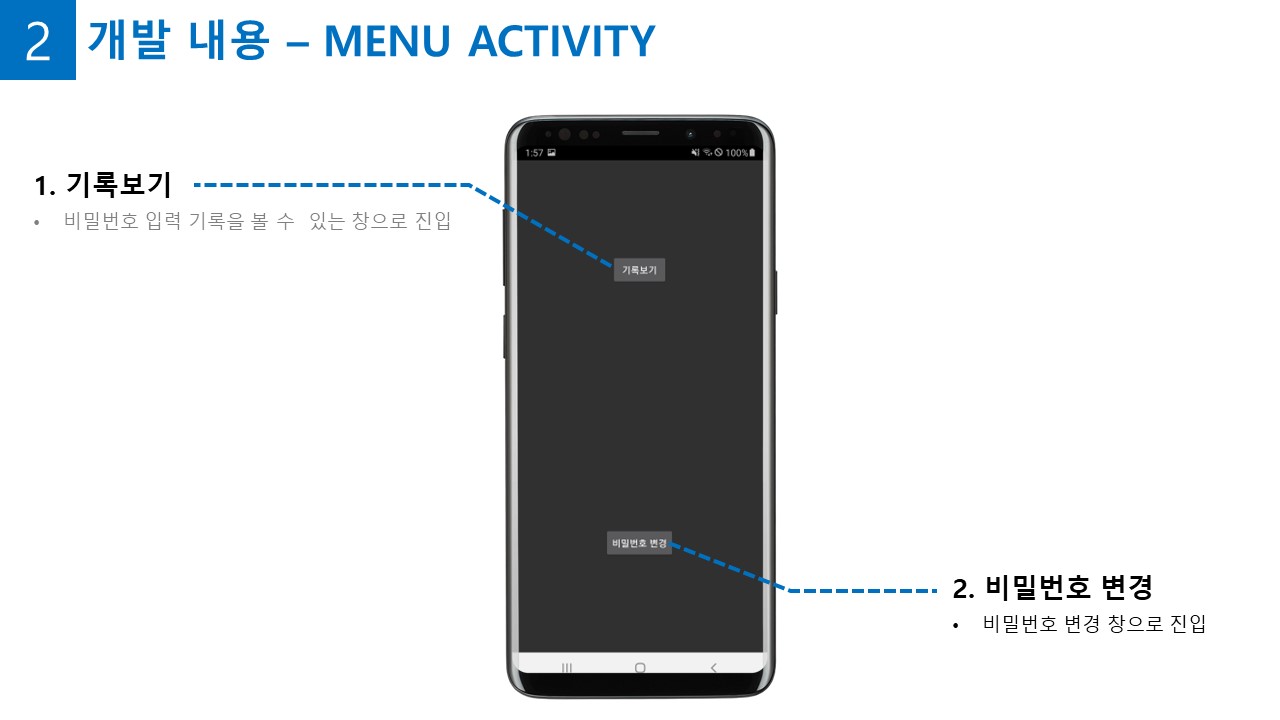 2
개발 내용 – MENU ACTIVITY
1. 기록보기
• 비밀번호 입력 기록을 볼 수 있는 창으로 진입
1:57
100%
기록보기
비밀번호 변경
2. 비밀번호 변경
• 비밀번호 변경 창으로 진입